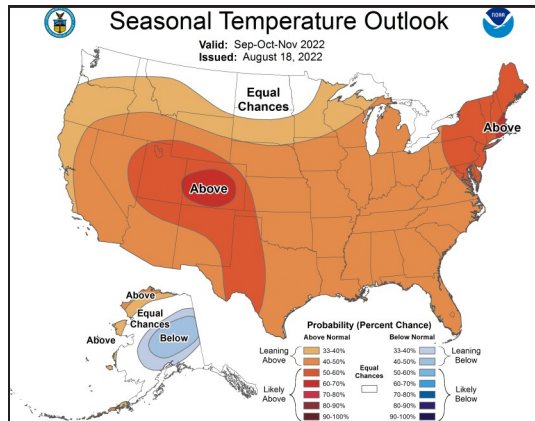 Seasonal Temperature Outlook
NOAA
Valid: Sep-Oct-Nov 2022
Issued: August 18, 2022
Equal
Chances
Above
Above
Above
Equal
Chances
Above
Below
Probability (Percent Chance)
Above Normal
Below Normal
Leaning
Above
33-40%
40-50%
50-60%
Likely
Above
60-70%
70-80%
80-90%
90-100%
Equal
Chances
33-40%
40-50%
Leaning
Below
50-60%
60-70%
70-80%
80-90%
90-100%
Likely
Below